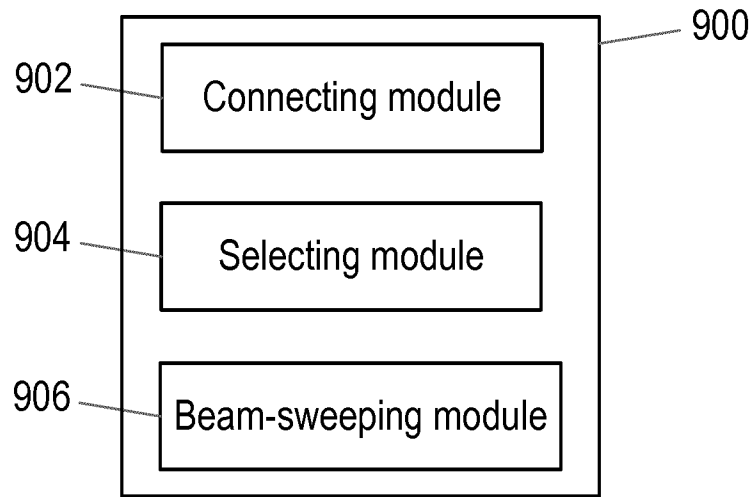 900
902
Connecting module
904
Selecting module
906
Beam-sweeping module